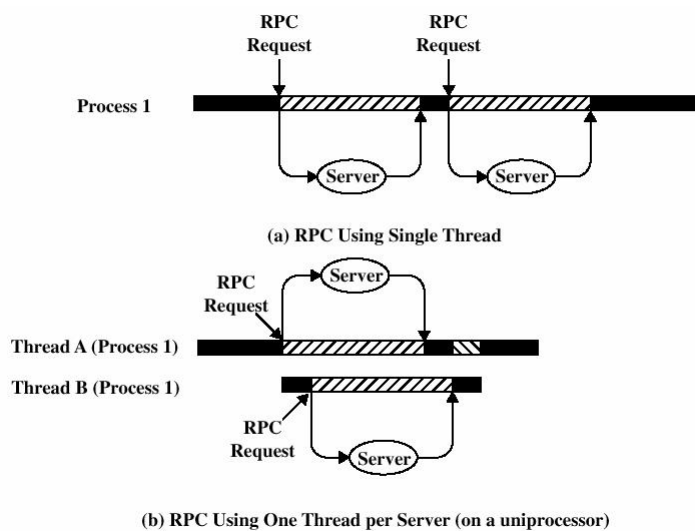 RPC
Request
RPC
Request
Process 1
Server
Server
(a) RPC Using Single Thread
RPC
Request
Server
Thread A (Process 1)
Thread B (Process 1)
RPC
Request
Server
(b) RPC Using One Thread per Server (on a uniprocessor)